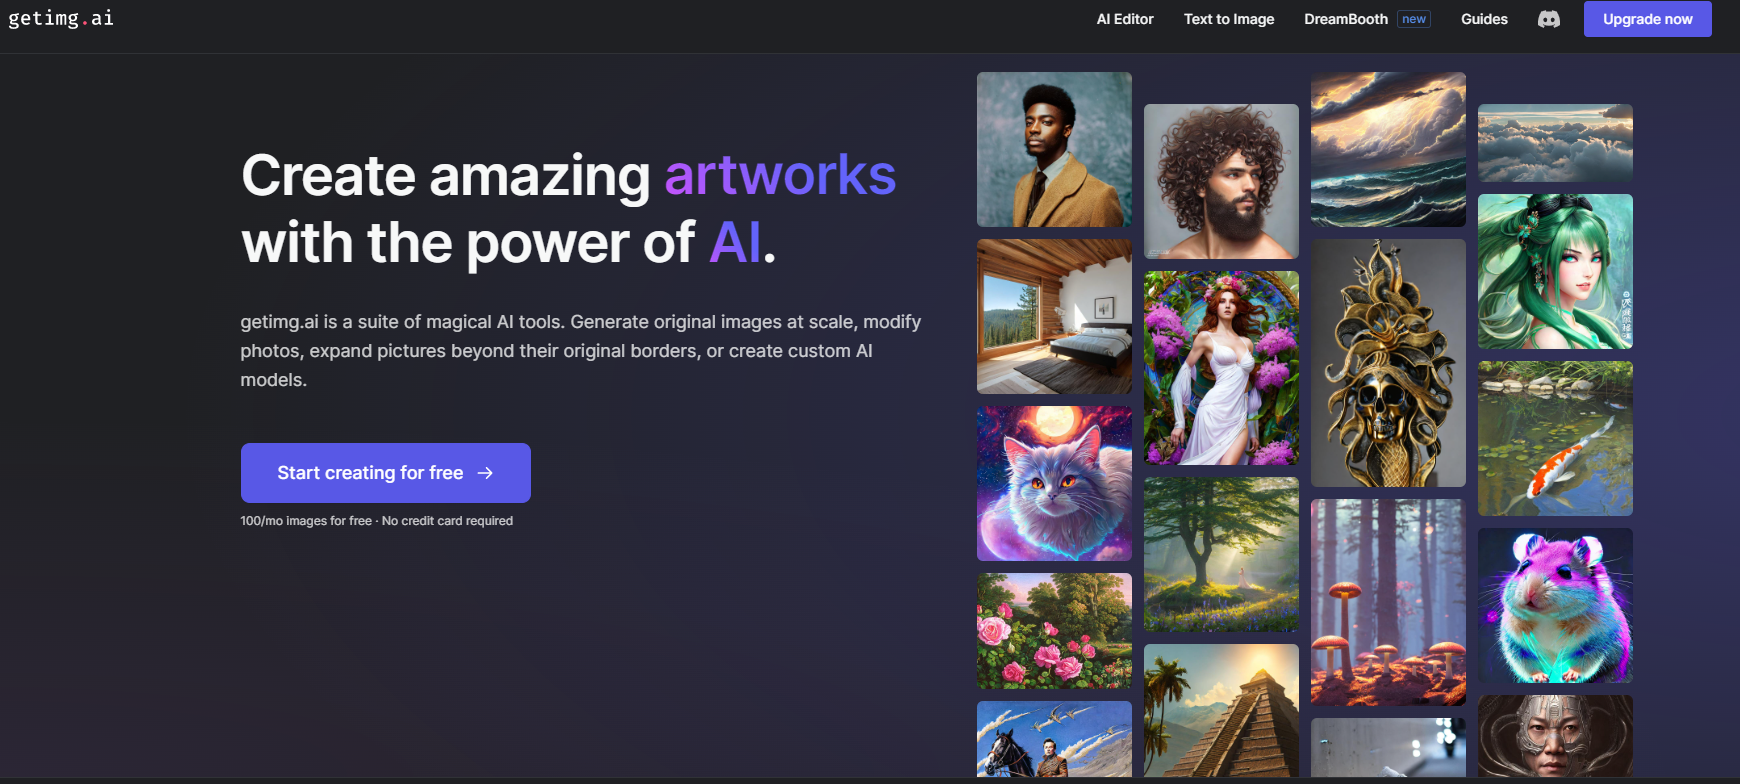 getimg.ai
AI Editor
Text to Image
DreamBooth new
Guides
Upgrade now
Create amazing artworks
with the power of AI.
getimg.ai is a suite of magical AI tools. Generate original images at scale, modify
photos, expand pictures beyond their original borders, or create custom AI
models.
Start creating for free →
100/mo images for free · No credit card required